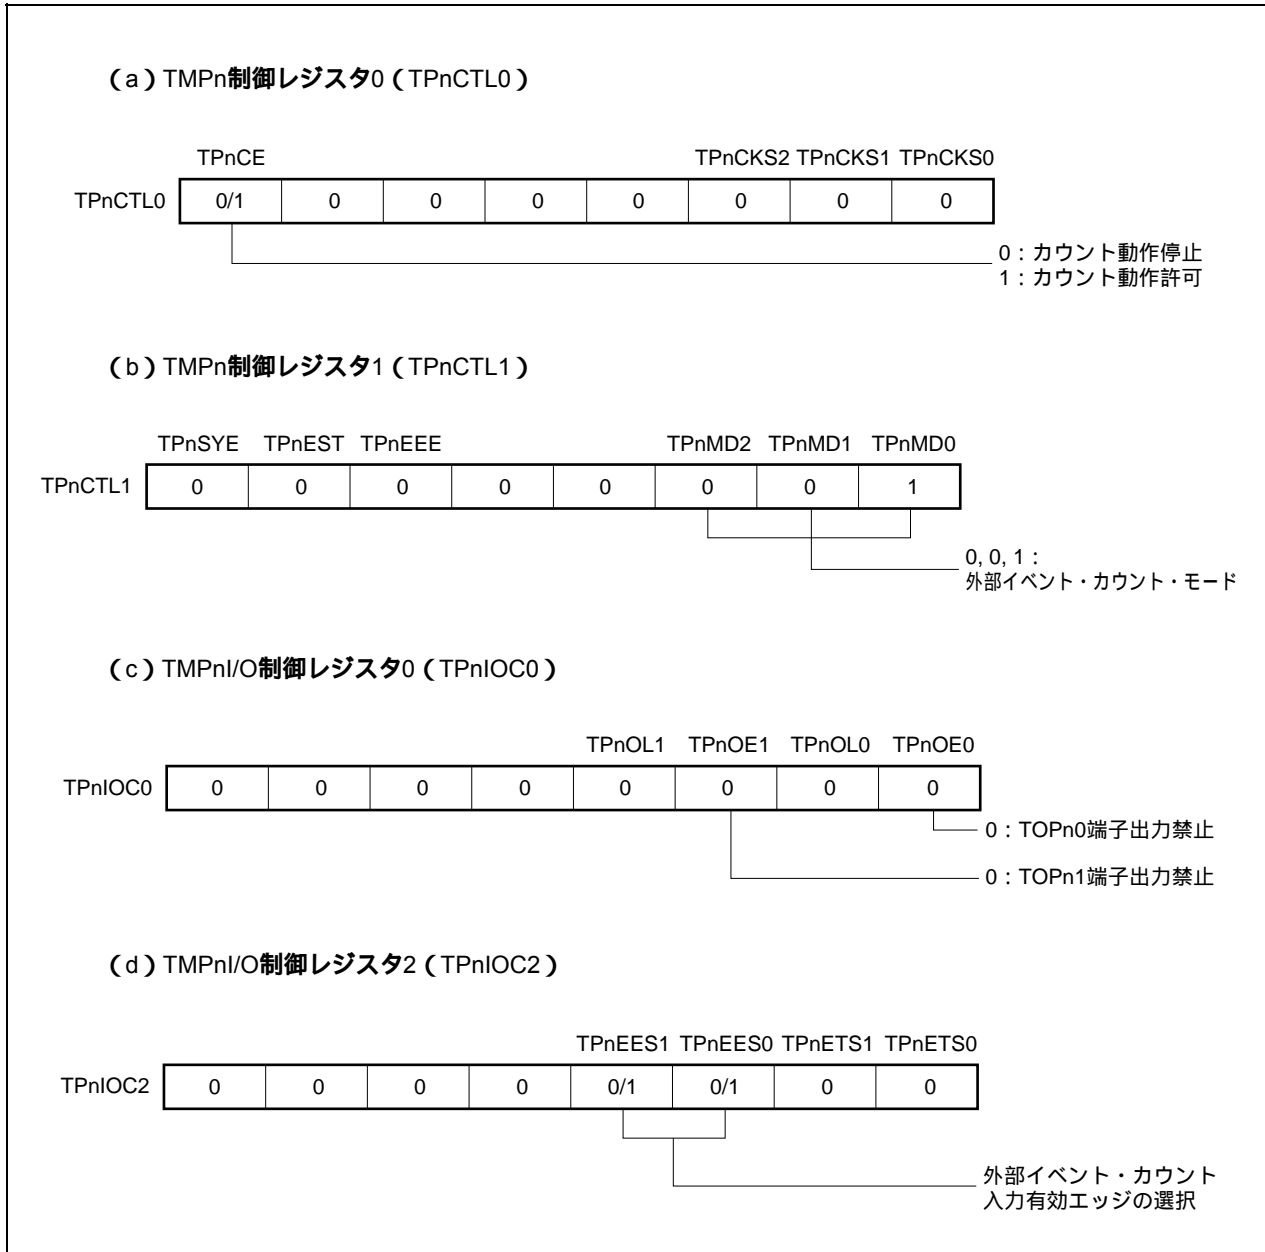 (a)TMPn制御レジスタ0(TPnCTL0)
TPnCE TPnCKS2 TPnCKS1 TPnCKS0
TPnCTL0 0/1 0 0 0 0 0 0 0
0:カウント動作停止
1:カウント動作許可
(b)TMPn制御レジスタ1(TPnCTL1)
TPnSYE TPnEST TPnEEE TPnMD2 TPnMD1 TPnMD0
TPnCTL1 0 0 0 0 0 0 0 1
0, 0, 1:
外部イベント・カウント・モード
(c)TMPnI/O制御レジスタ0(TPnIOC0)
TPnOL1 TPnOE1 TPnOL0 TPnOE0
TPnIOC0 0 0 0 0 0 0 0 0
0:TOPn0端子出力禁止
0:TOPn1端子出力禁止
(d)TMPnI/O制御レジスタ2(TPnIOC2)
TPnEES1 TPnEES0 TPnETS1 TPnETS0
TPnIOC2 0 0 0 0 0/1 0/1 0 0
外部イベント・カウント
入力有効エッジの選択